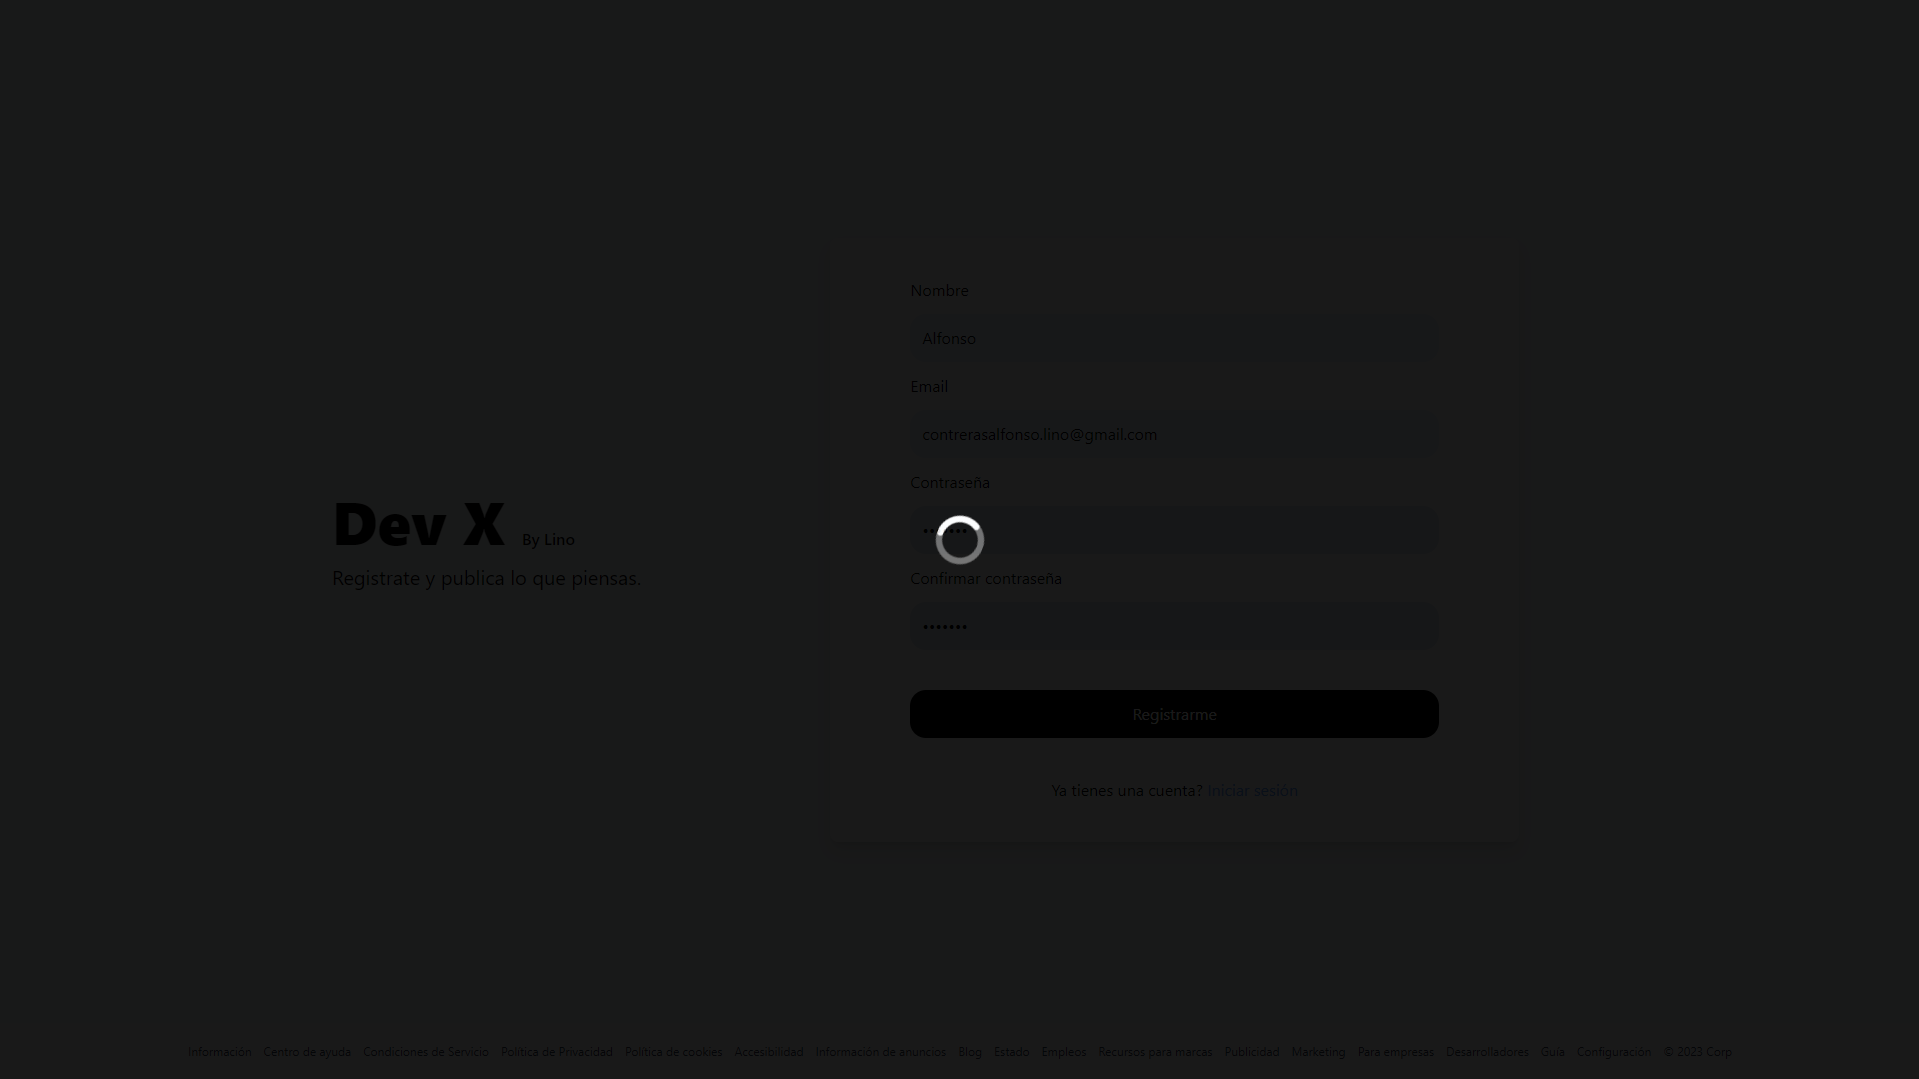 Dev X By Lino
Registrate y publica lo que piensas.
Nombre
Alfonso
Email
contrerasalfonso.lino@gmail.com
Contraseña
Confirmar contraseña
•••••••
Registrarme
Ya tienes una cuenta? Iniciar sesión
Información Centro de ayuda Condiciones de Servicio Política de Privacidad Política de cookies Accesibilidad Información de anuncios Blog Estado Empleos Recursos para marcas Publicidad Marketing Para empresas Desarrolladores Guía Configuración © 2023 Corp